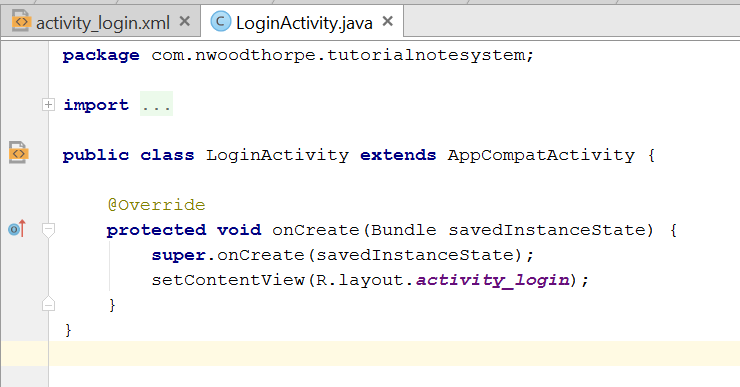 activity_login.xml LoginActivity.java
package com.nwoodthorpe.tutorialnotesystem;
import ...
public class LoginActivity extends AppCompatActivity {
@Override
protected void onCreate(Bundle savedInstanceState) {
super.onCreate(savedInstanceState);
setContentView(R.layout.activity_login);
}
}